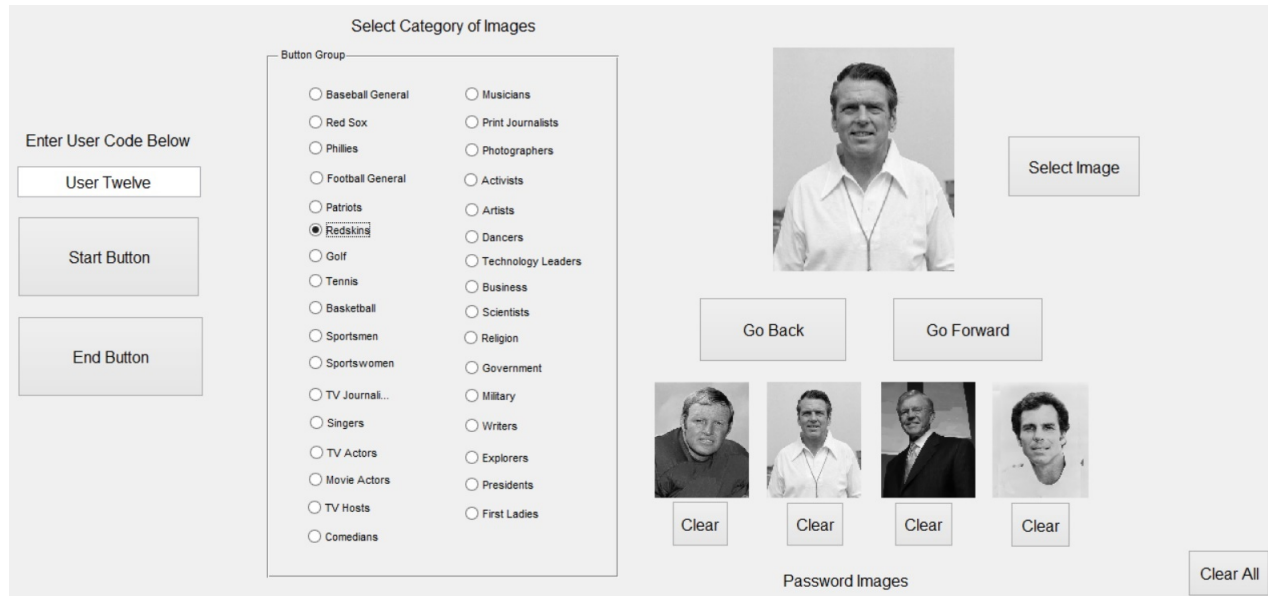 Select Category of Images
Button Group
Baseball General
Red Sox
Phillies
Football General
Patriots
Redskins
Golf
Tennis
Basketball
Sportsmen
Sportswomen
TV Journali...
Singers
TV Actors
Movie Actors
TV Hosts
Comedians
Musicians
Print Journalists
Photographers
Activists
Artists
Dancers
Technology Leaders
Business
Scientists
Religion
Government
Military
Writers
Explorers
Presidents
First Ladies
Enter User Code Below
User Twelve
Start Button
End Button
Select Image
Go Back
Go Forward
Clear
Clear
Clear
Clear
Password Images
Clear All